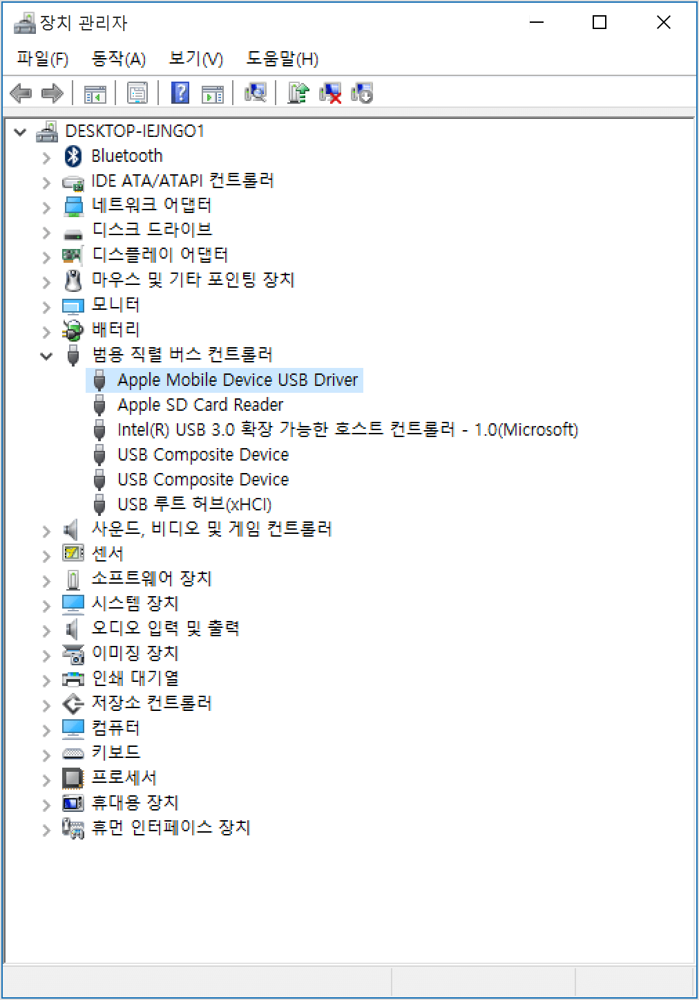 장치 관리자
파일(F) 동작(A) 보기(V) 도움말(H)
DESKTOP-IEJNGO1
Bluetooth
IDE ATA/ATAPI 컨트롤러
네트워크 어댑터
디스크 드라이브
디스플레이 어댑터
마우스 및 기타 포인팅 장치
모니터
배터리
범용 직렬 버스 컨트롤러
Apple Mobile Device USB Driver
Apple SD Card Reader
Intel(R) USB 3.0 확장 가능한 호스트 컨트롤러 - 1.0(Microsoft)
USB Composite Device
USB Composite Device
USB 루트 허브(xHCI)
사운드, 비디오 및 게임 컨트롤러
센서
소프트웨어 장치
시스템 장치
오디오 입력 및 출력
이미징 장치
인쇄 대기열
저장소 컨트롤러
컴퓨터
키보드
프로세서
휴대용 장치
휴먼 인터페이스 장치